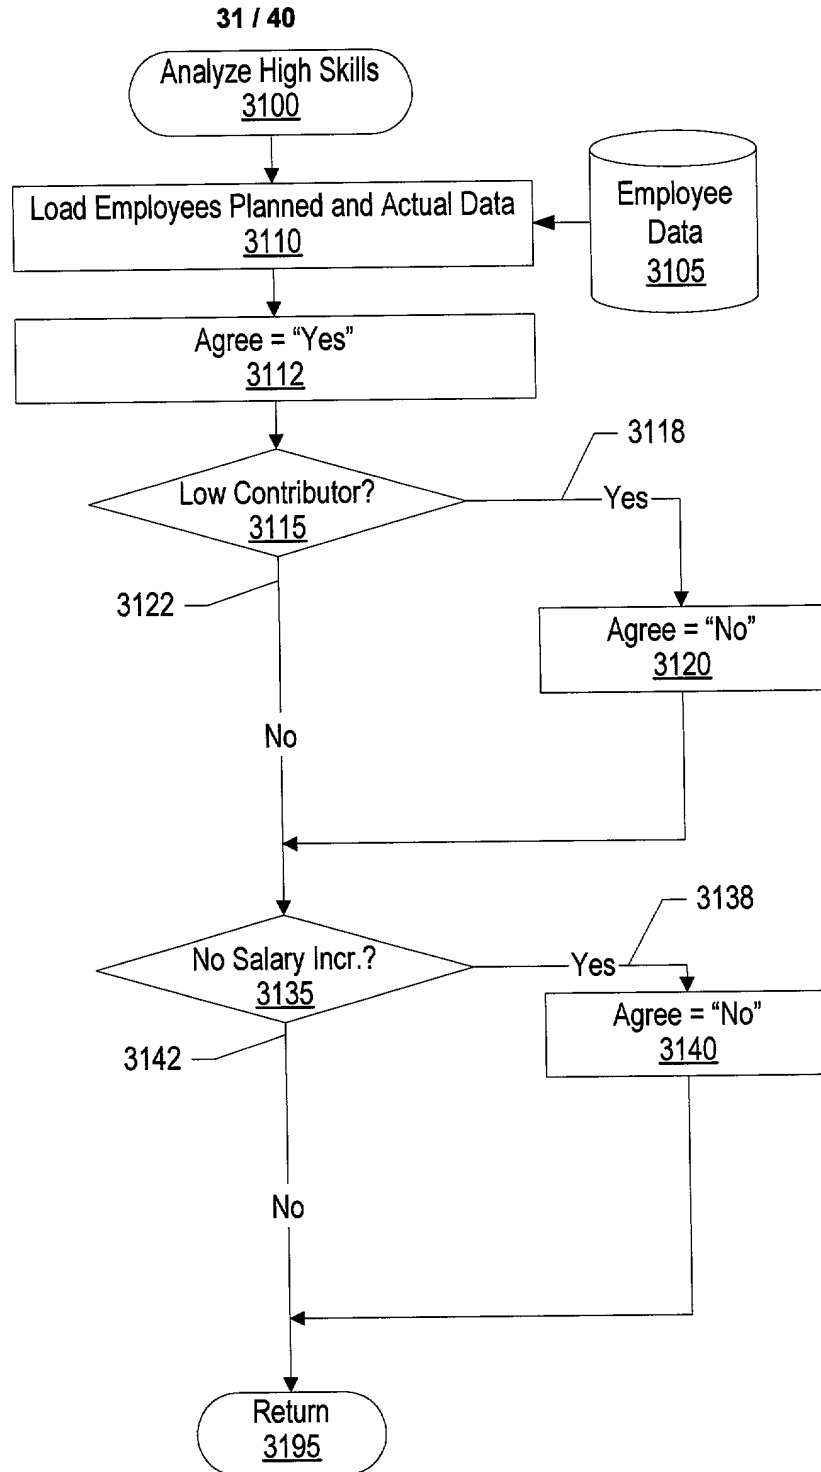 31 / 40
Analyze High Skills
3100
Load Employees Planned and Actual Data
3110
Employee
Data
3105
Agree = “Yes”
3112
3118
Low Contributor?
3115
Yes
3122
Agree = “No”
3120
No
3138
No Salary Incr.?
3135
Yes
3142
Agree = “No”
3140
No
Return
3195